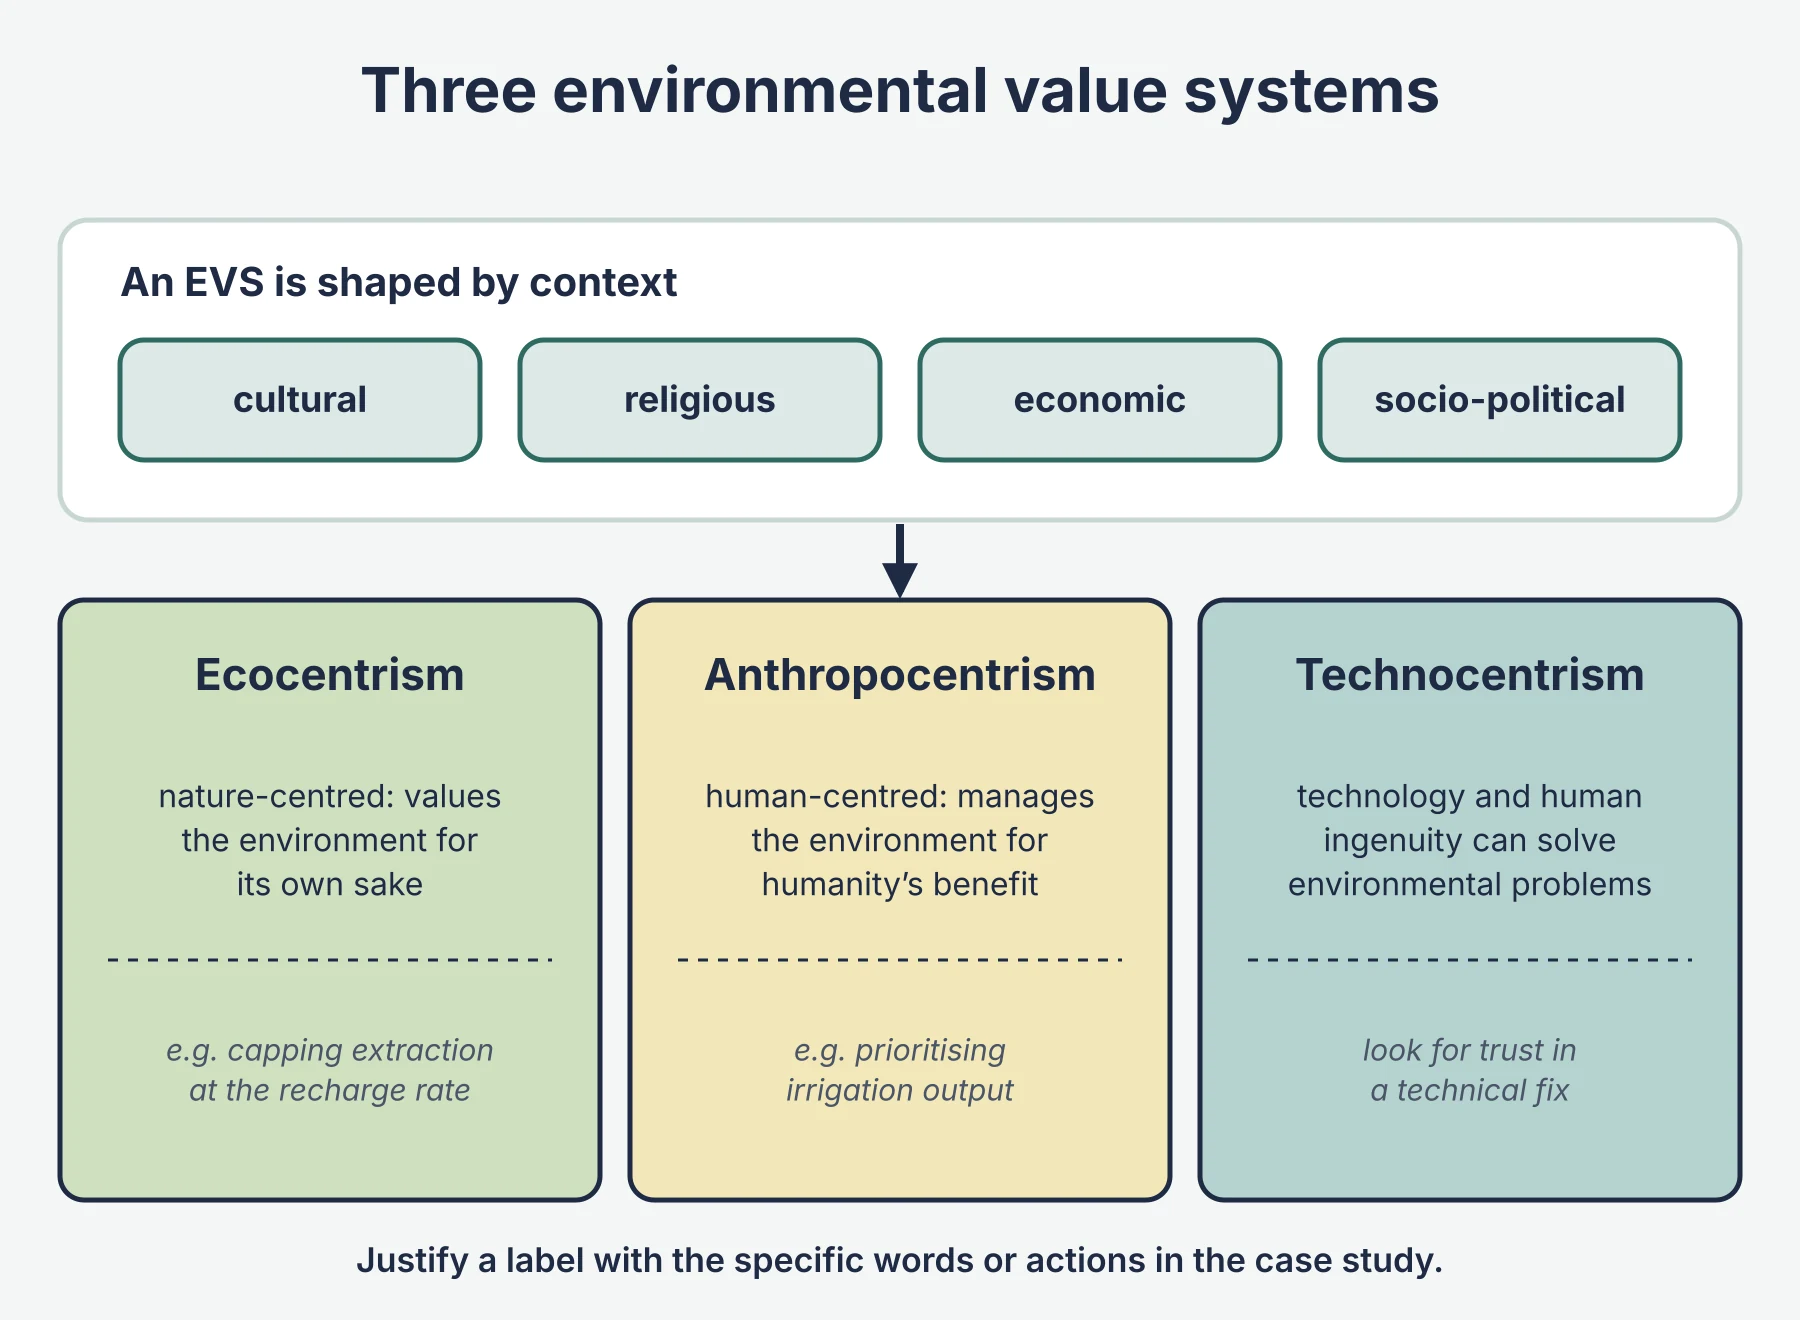 Three environmental value systems
An EVS is shaped by context
cultural
religious
economic
socio-political
Ecocentrism
nature-centred: values
the environment for
its own sake
e.g. capping extraction
at the recharge rate
Anthropocentrism
human-centred: manages
the environment for
humanity’s benefit
e.g. prioritising
irrigation output
Technocentrism
technology and human
ingenuity can solve
environmental problems
look for trust in
a technical fix
Justify a label with the specific words or actions in the case study.